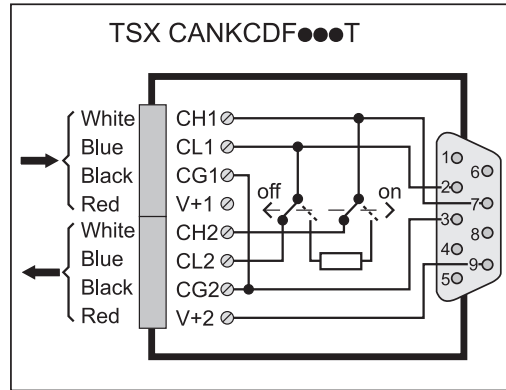 TSX CANKCDF●●●T
White CH1
Blue CL1
Black CG1
Red V+1
White CH2
Blue CL2
Black CG2
Red V+2
off on
1
6
2
7
3
8
4
9
5